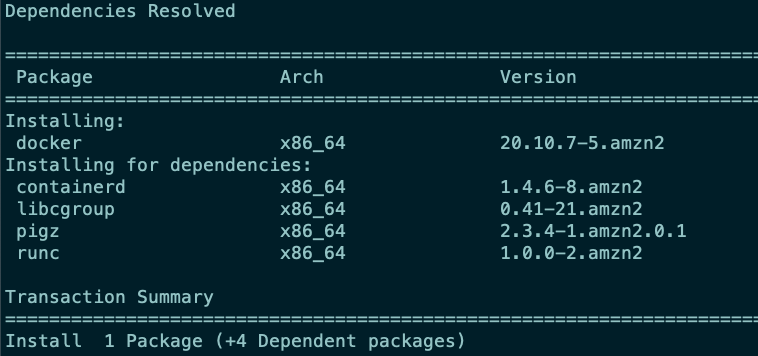 Dependencies Resolved
================================================================================
Package Arch Version
================================================================================
Installing:
docker x86_64 20.10.7-5.amzn2
Installing for dependencies:
containerd x86_64 1.4.6-8.amzn2
libcgroup x86_64 0.41-21.amzn2
pigz x86_64 2.3.4-1.amzn2.0.1
runc x86_64 1.0.0-2.amzn2
Transaction Summary
================================================================================
Install 1 Package (+4 Dependent packages)